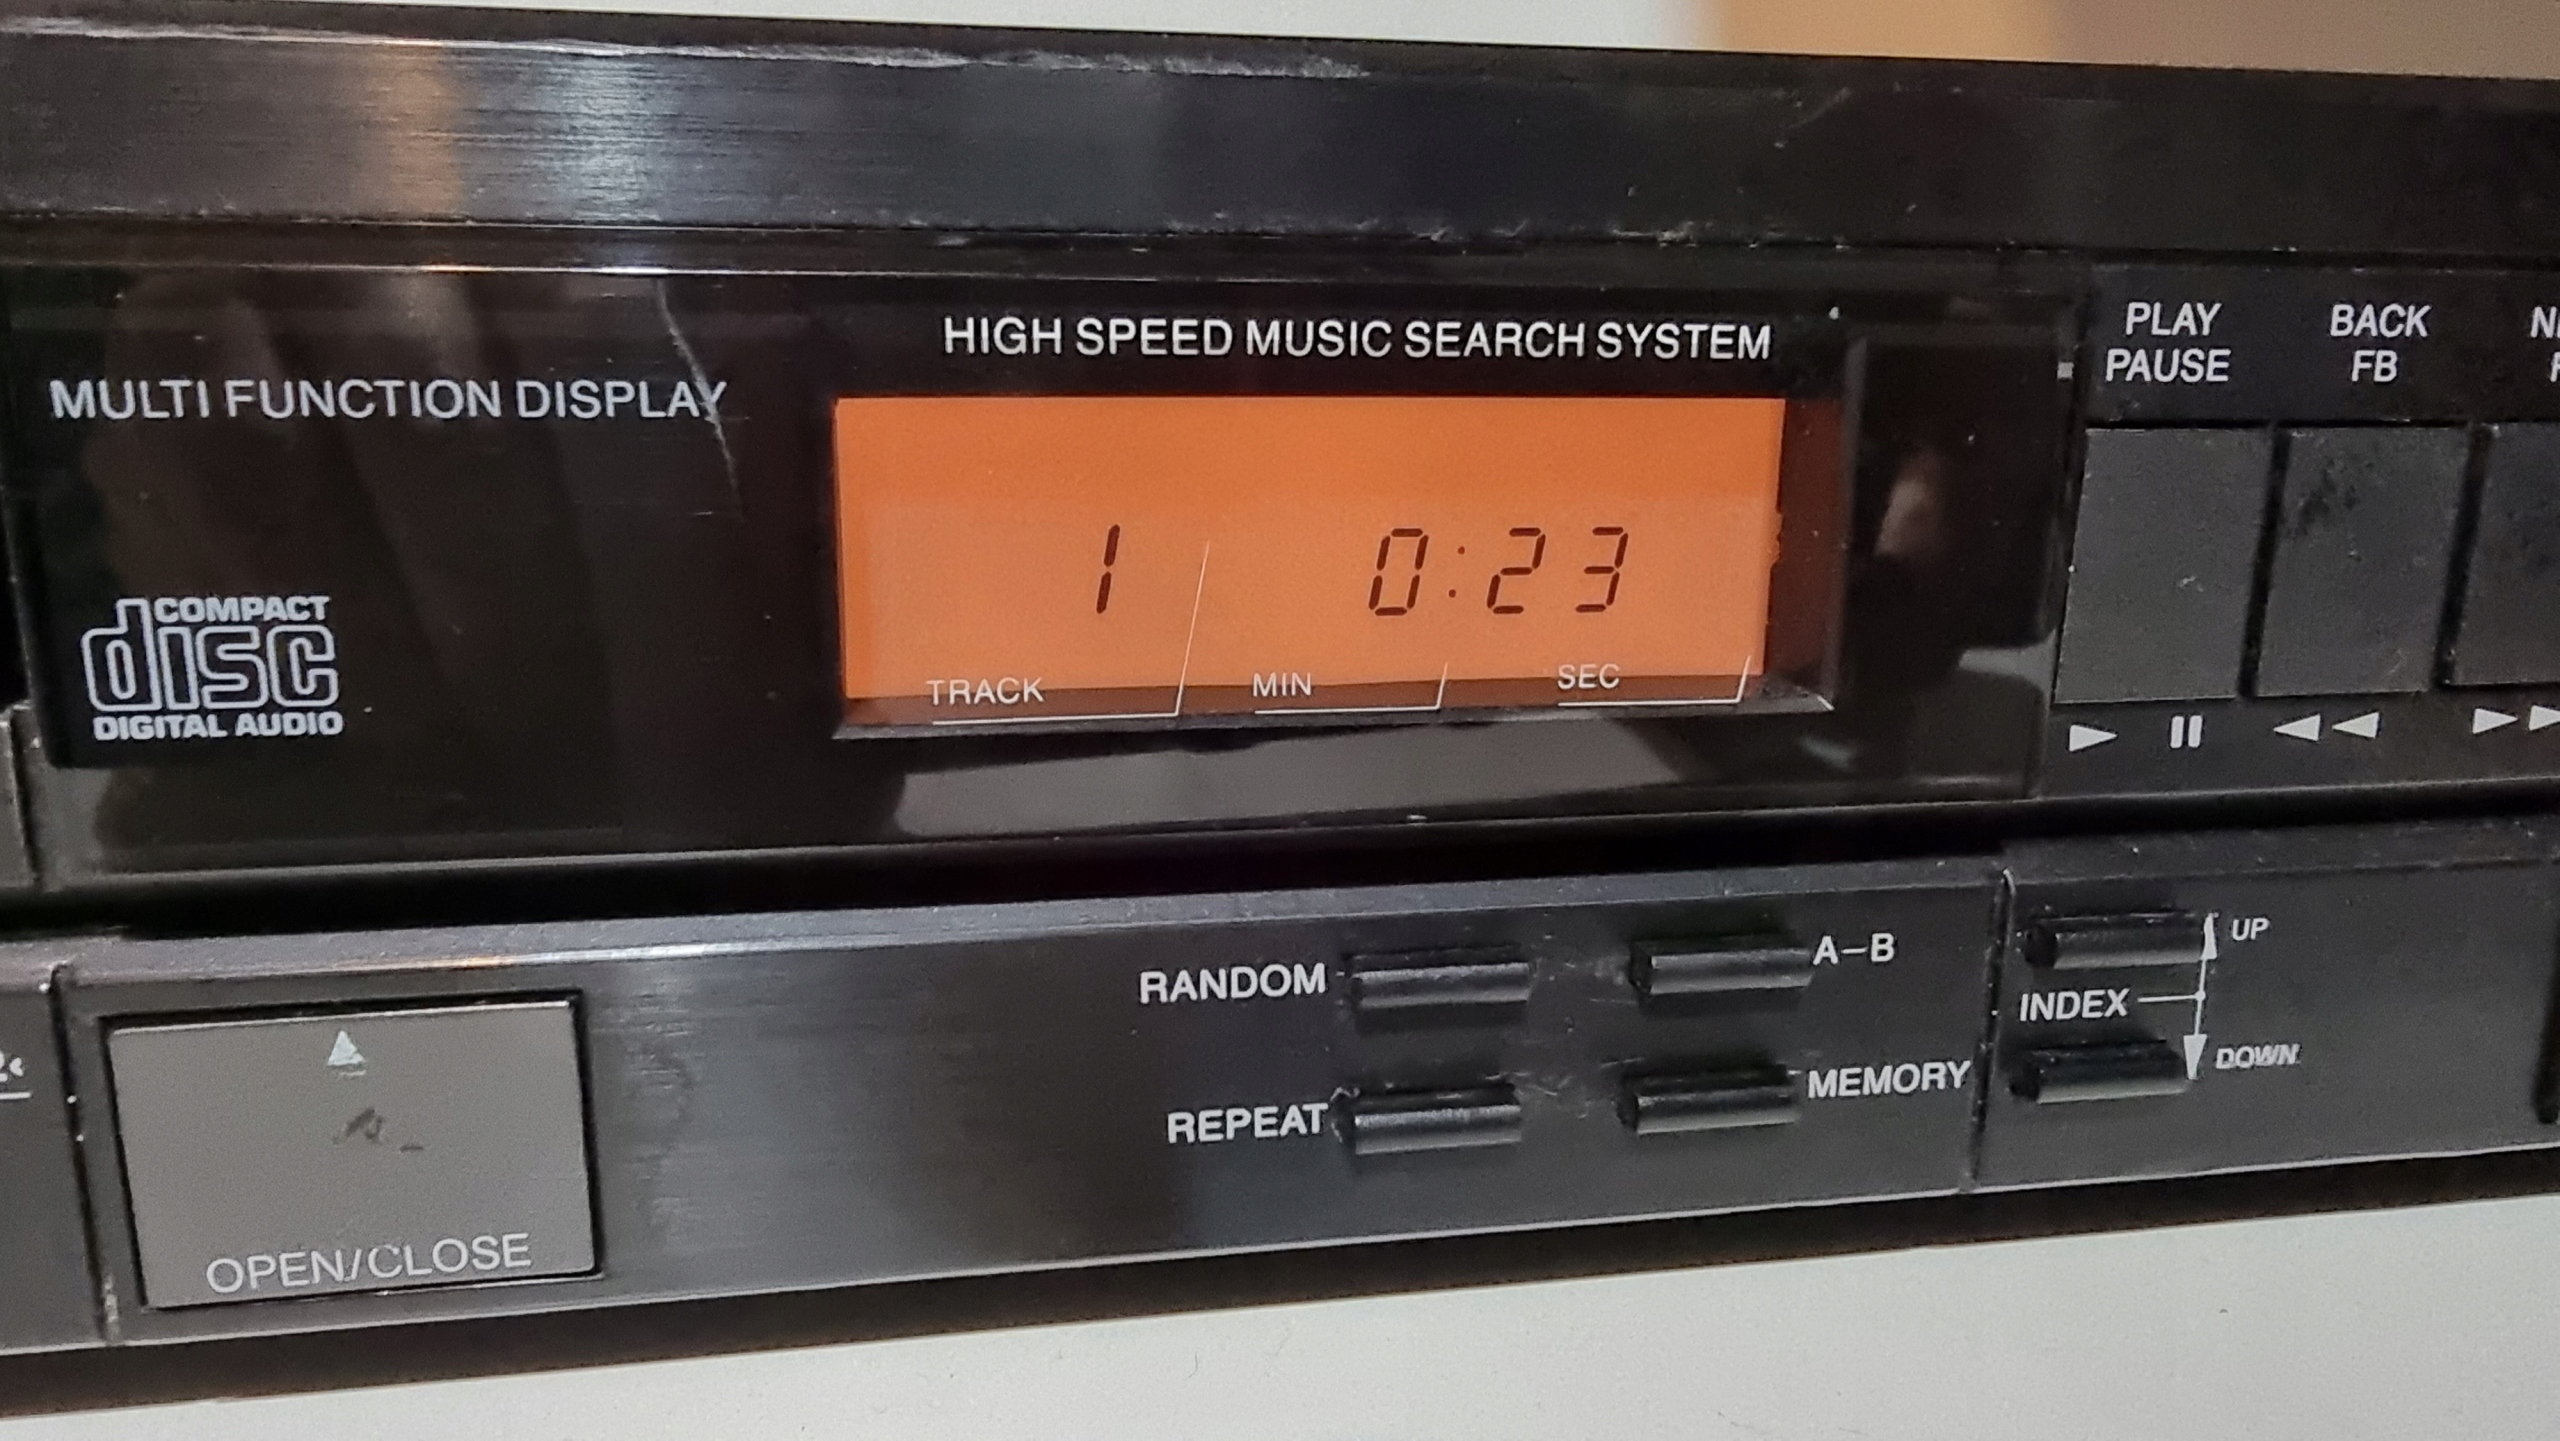 HIGH SPEED MUSIC SEARCH SYSTEM
MULTI FUNCTION DISPLAY
1 0:23
TRACK MIN SEC
COMPACT
disc
DIGITAL AUDIO
PLAY
PAUSE
BACK
FB
RANDOM
A-B
REPEAT
MEMORY
UP
INDEX
DOWN
OPEN/CLOSE